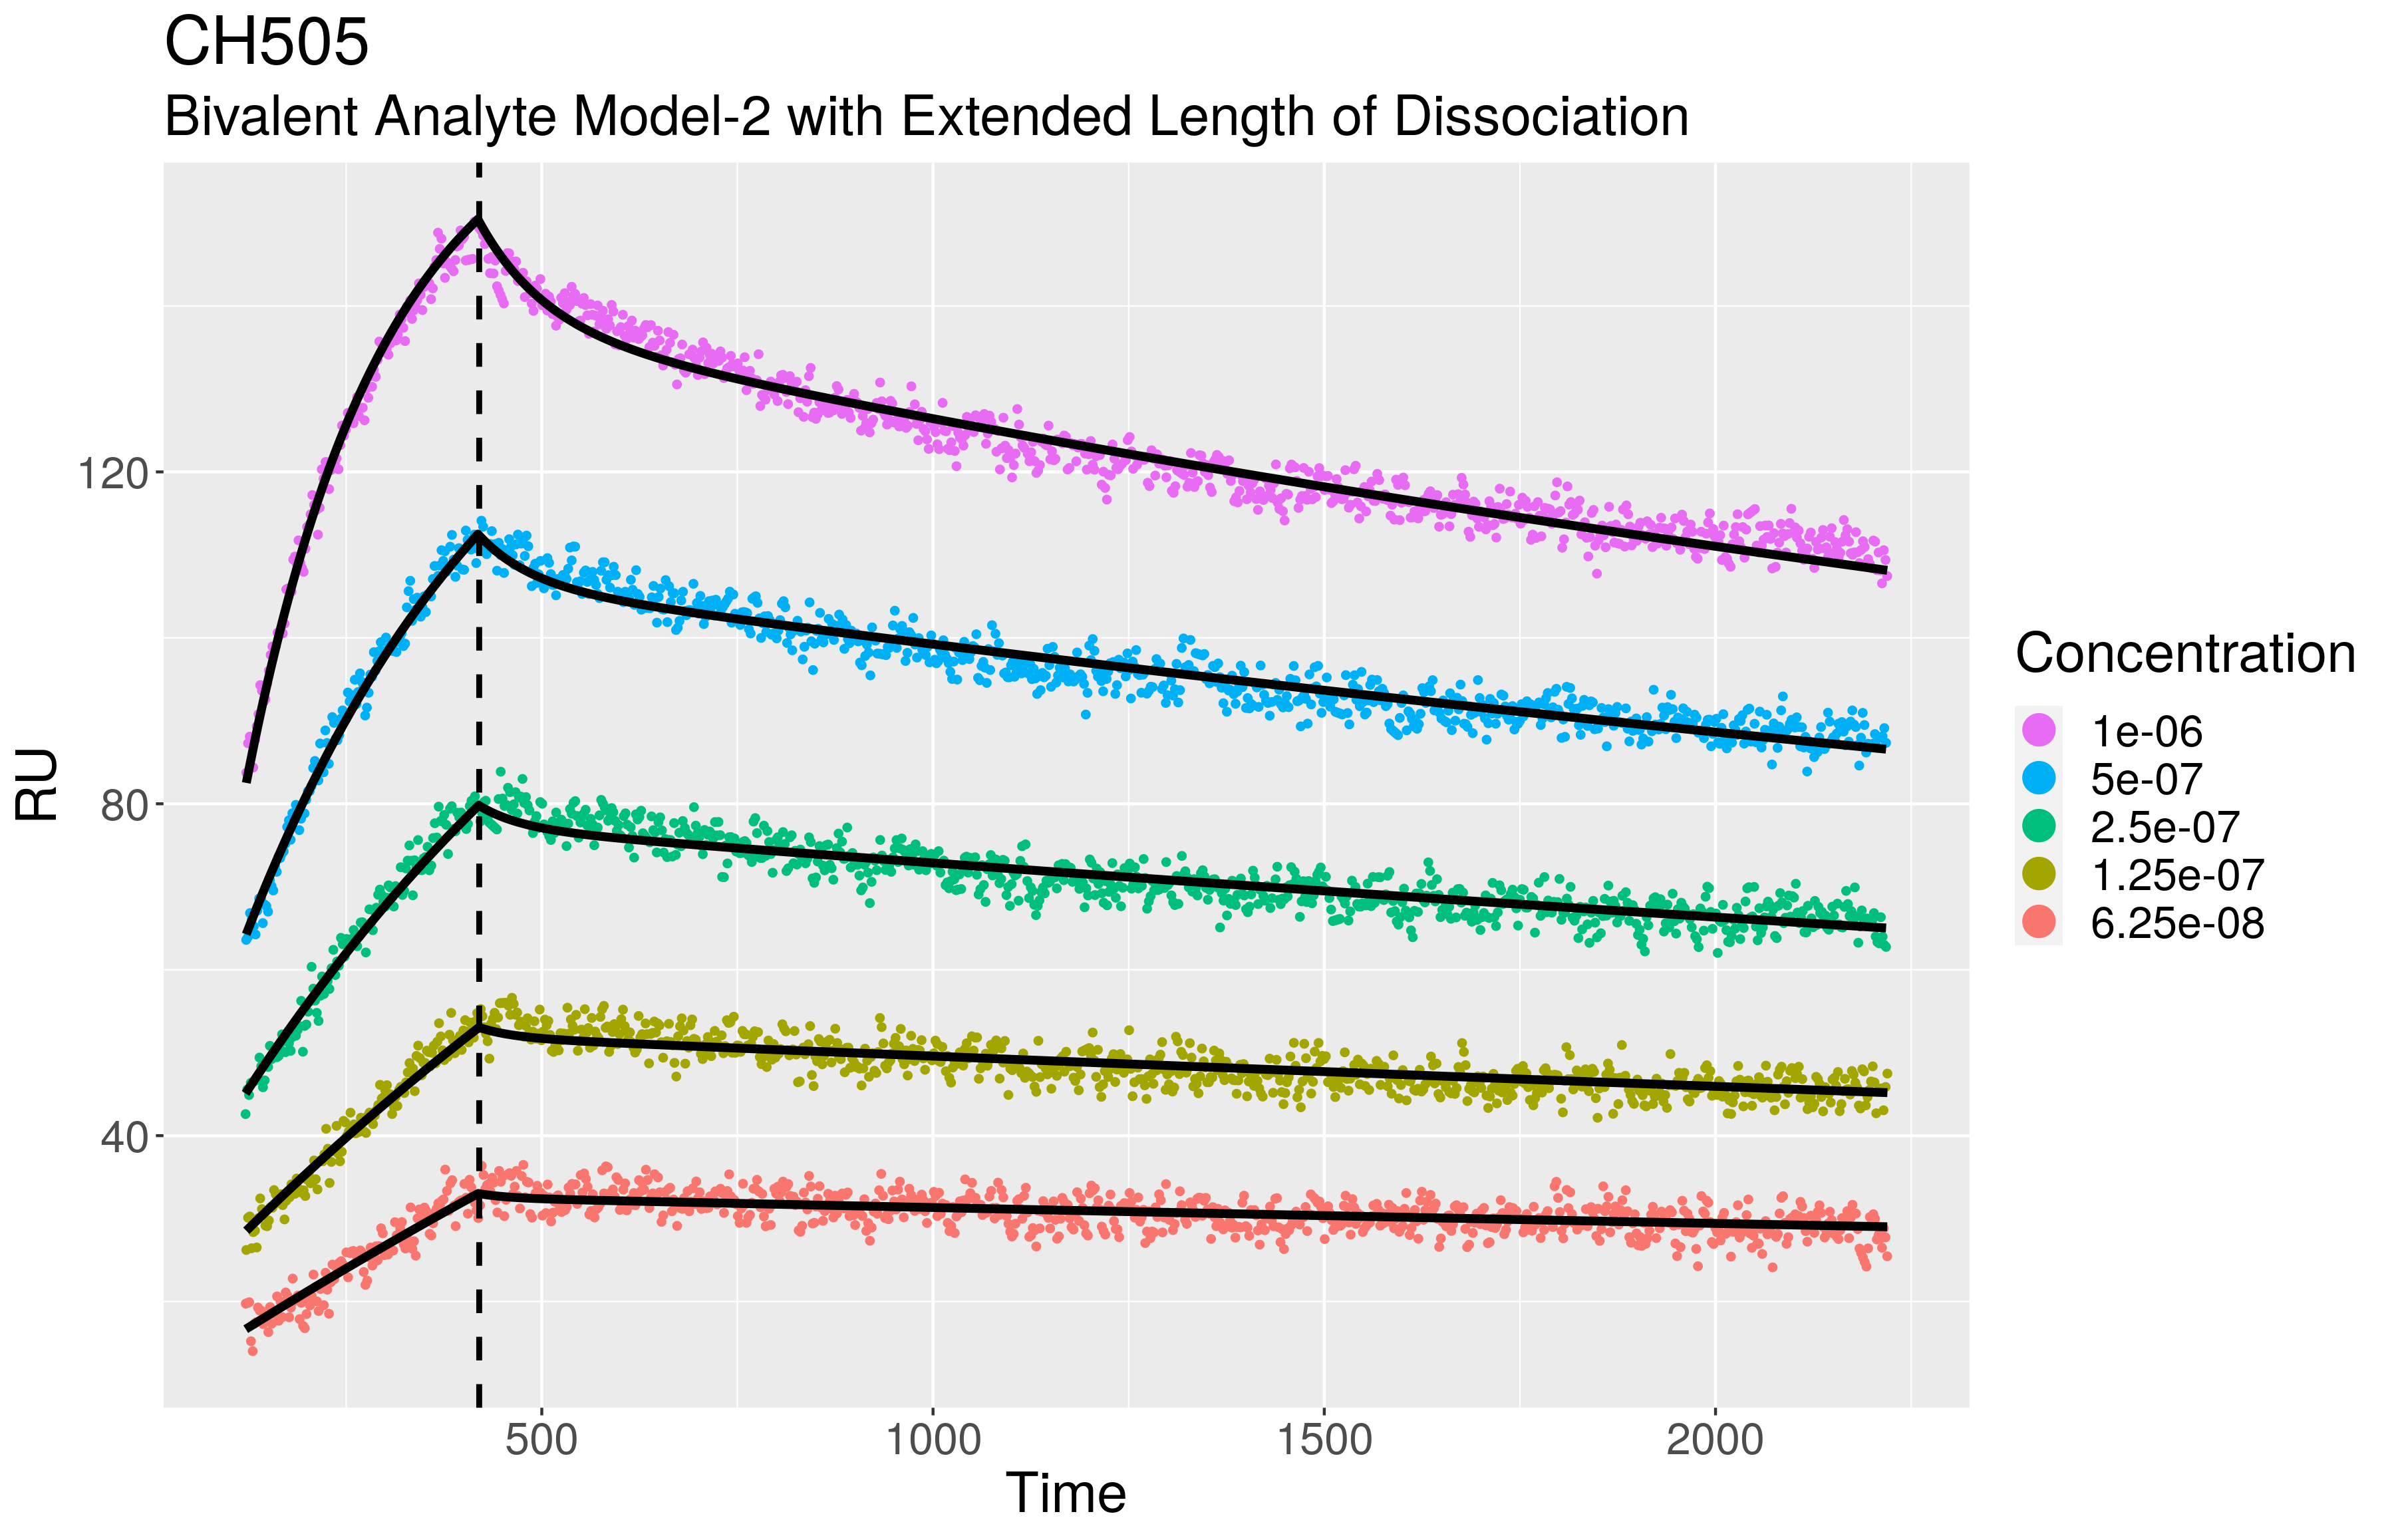 CH505
Bivalent Analyte Model-2 with Extended Length of Dissociation
RU
120
80
40
500 1000 1500 2000
Time
Concentration
1e-06
5e-07
2.5e-07
1.25e-07
6.25e-08